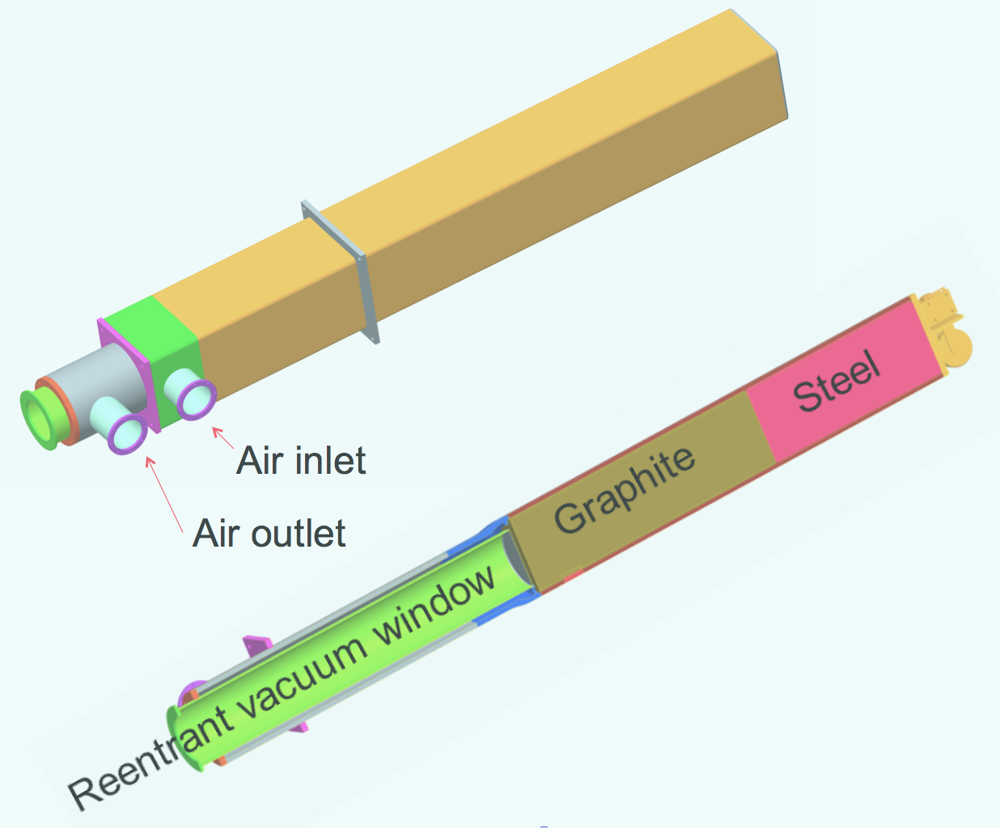 Air inlet
Air outlet
Steel
Graphite
Reentrant vacuum window